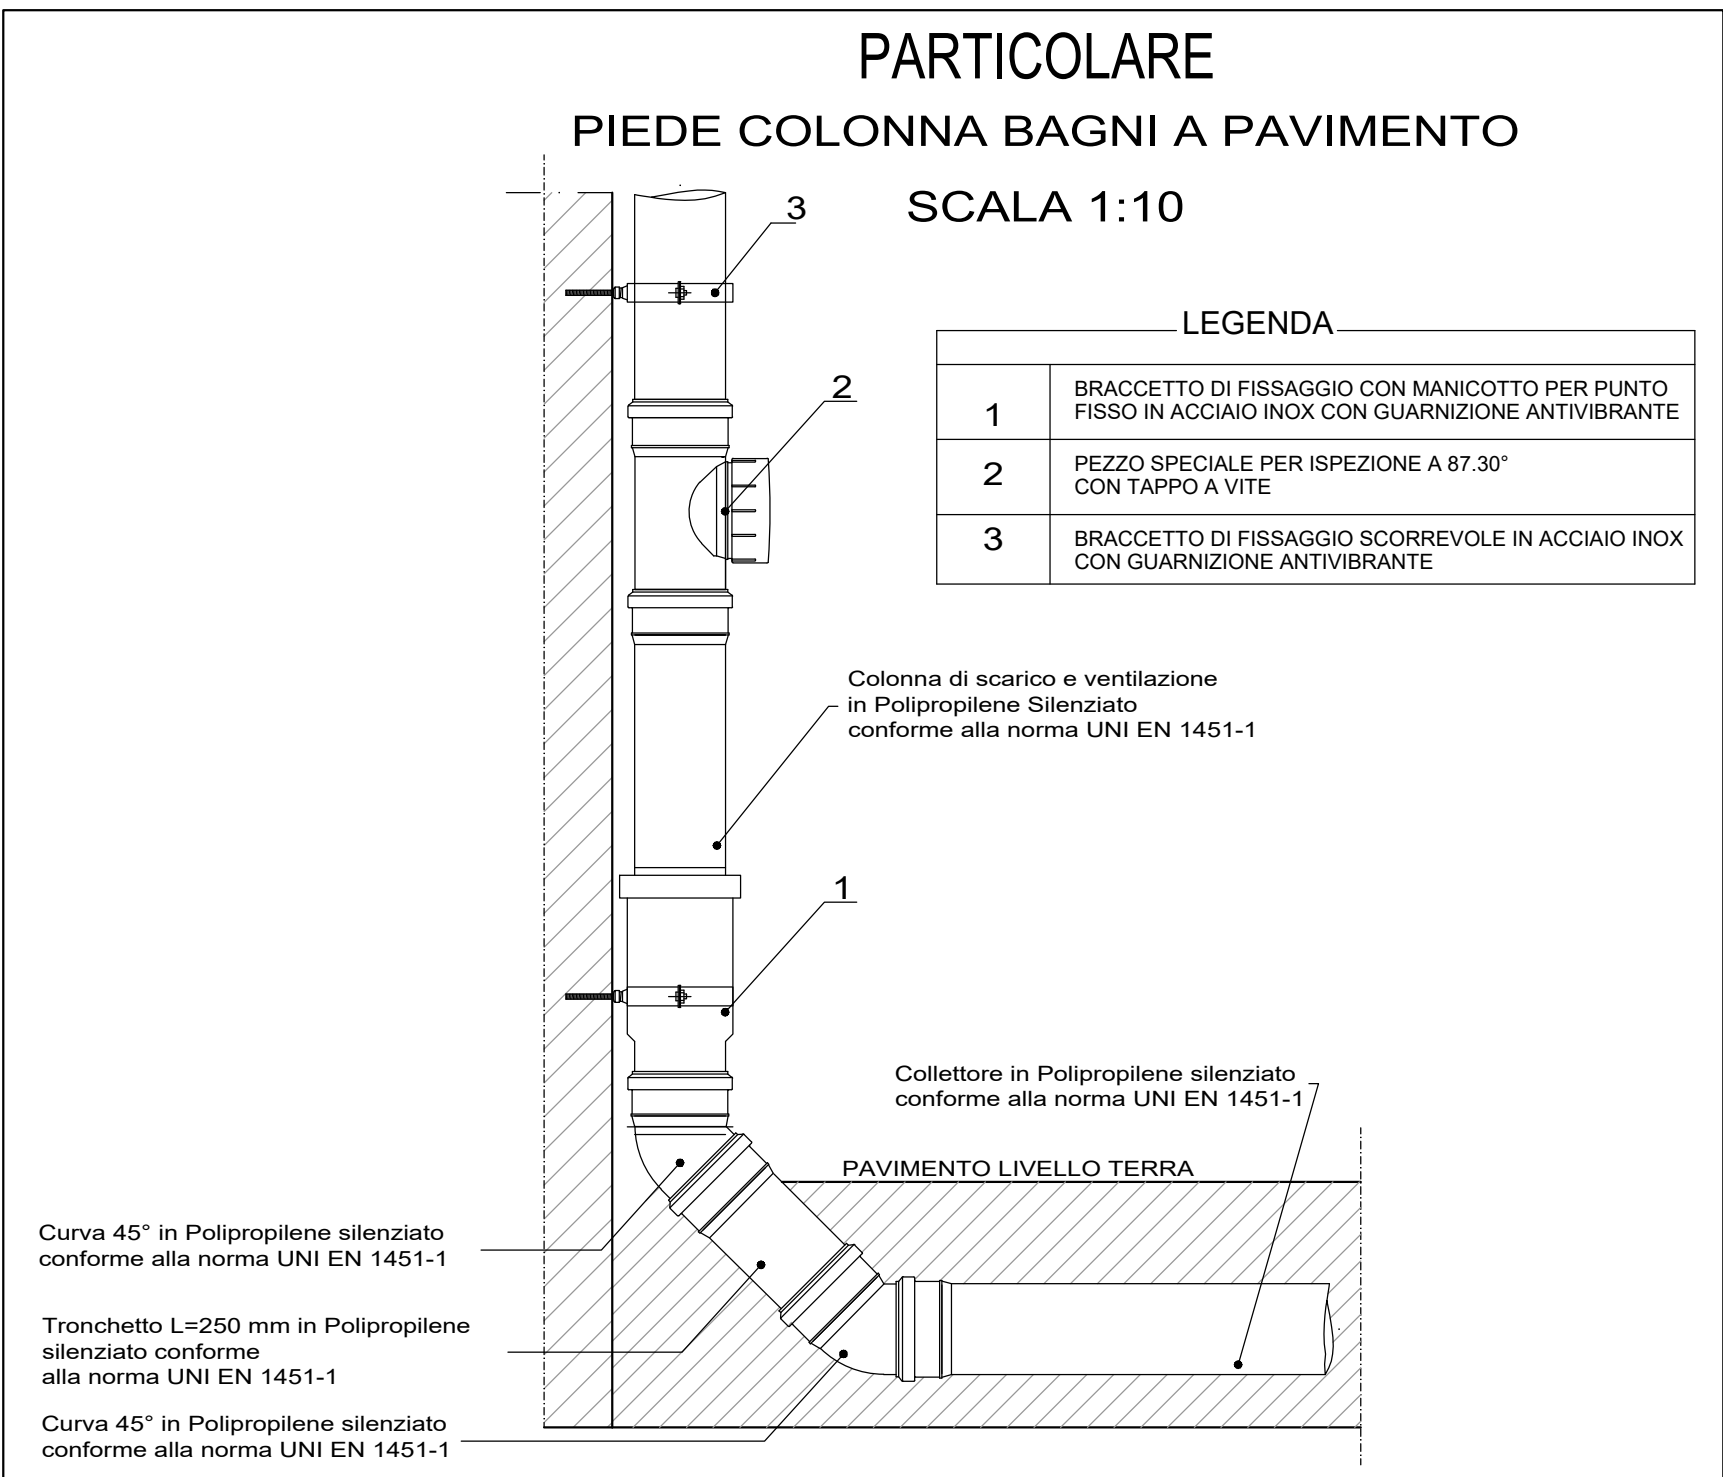 PARTICOLARE
PIEDE COLONNA BAGNI A PAVIMENTO
SCALA 1:10
3
2
LEGENDA
1
BRACCETTO DI FISSAGGIO CON MANICOTTO PER PUNTO
FISSO IN ACCIAIO INOX CON GUARNIZIONE ANTIVIBRANTE
2
PEZZO SPECIALE PER ISPEZIONE A 87.30°
CON TAPPO A VITE
3
BRACCETTO DI FISSAGGIO SCORREVOLE IN ACCIAIO INOX
CON GUARNIZIONE ANTIVIBRANTE
Colonna di scarico e ventilazione
in Polipropilene Silenziato
conforme alla norma UNI EN 1451-1
1
Collettore in Polipropilene silenziato
conforme alla norma UNI EN 1451-1
PAVIMENTO LIVELLO TERRA
Curva 45° in Polipropilene silenziato
conforme alla norma UNI EN 1451-1
Tronchetto L=250 mm in Polipropilene
silenziato conforme
alla norma UNI EN 1451-1
Curva 45° in Polipropilene silenziato
conforme alla norma UNI EN 1451-1